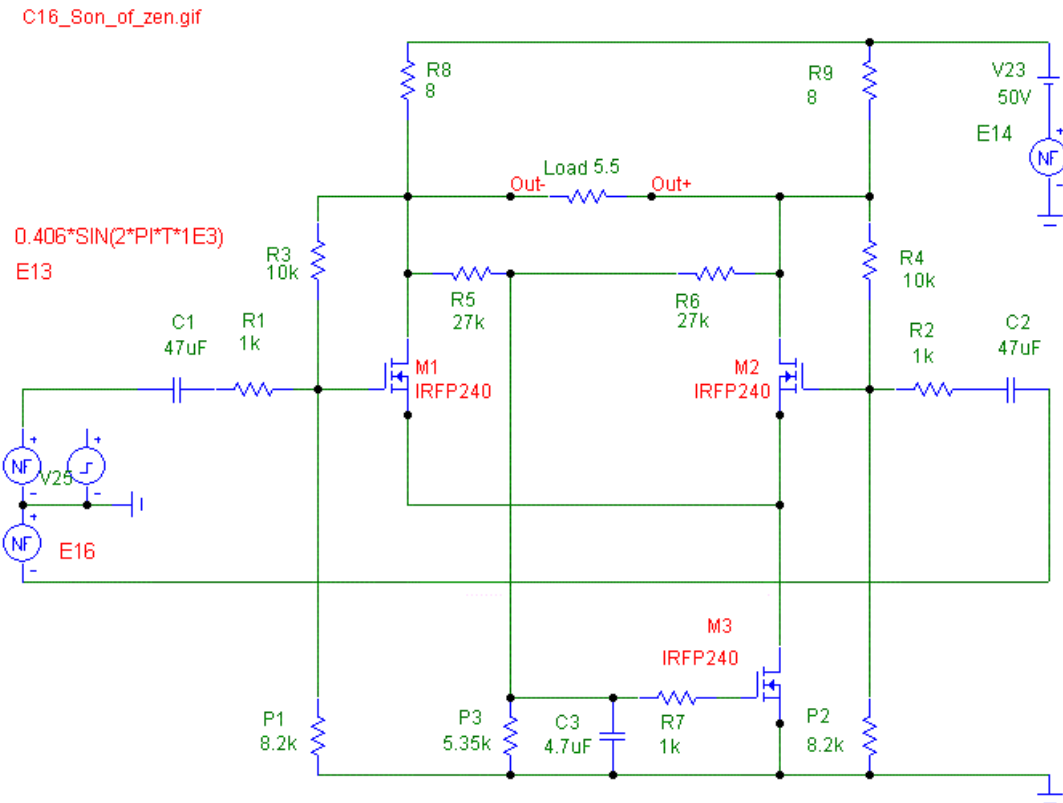 C16_Son_of_zen.gif
R8
8
R9
8
V23
50V
E14
+
NF
-
Load 5.5
Out-
Out+
0.406*SIN(2*PI*T*1E3)
E13
R3
10k
R4
10k
R5
27k
R6
27k
C1
47uF
R1
1k
R2
1k
C2
47uF
M1
IRFP240
M2
IRFP240
+
+
NF
V25
-
-
+
NF
-
E16
M3
IRFP240
P1
8.2k
P3
5.35k
C3
4.7uF
R7
1k
P2
8.2k